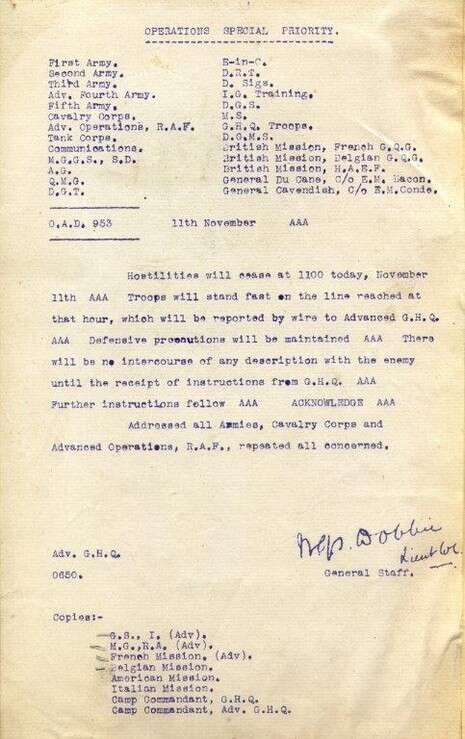 OPERATIONS SPECIAL PRIORITY.
First Army. E-in-C.
Second Army. D.R.T.
Third Army. D. Sigs.
Adv. Fourth Army. I.G. Training.
Fifth Army. D.G.S.
Cavalry Corps. M.S.
Adv. Operations, R.A.F. G.H.Q. Troops.
Tank Corps. D.G.M.S.
Communications. British Mission, French G.Q.G.
M.G.G.S., S.D. British Mission, Belgian G.Q.G.
A.G. British Mission, H.A.E.F.
Q.M.G. General Du Cane, c/o E.M. Bacon.
D.G.T. General Cavendish, C/o E.M.Conde.
O.A.D. 953 11th November AAA
Hostilities will cease at 1100 today, November
11th AAA Troops will stand fast on the line reached at
that hour, which will be reported by wire to Advanced G.H.Q.
AAA Defensive precautions will be maintained AAA There
will be no intercourse of any description with the enemy
until the receipt of instructions from G.H.Q. AAA
Further instructions follow AAA ACKNOWLEDGE AAA
Addressed all Armies, Cavalry Corps and
Advanced Operations, R.A.F., repeated all concerned.
Dobbie
Lieut Col.
Adv. G.H.Q.
0650. General Staff.
Copies:-
G.S., I. (Adv).
M.G.,R.A. (Adv).
French Mission. (Adv).
Belgian Mission.
American Mission.
Italian Mission.
Camp Commandant, G.H.Q.
Camp Commandant, Adv. G.H.Q.